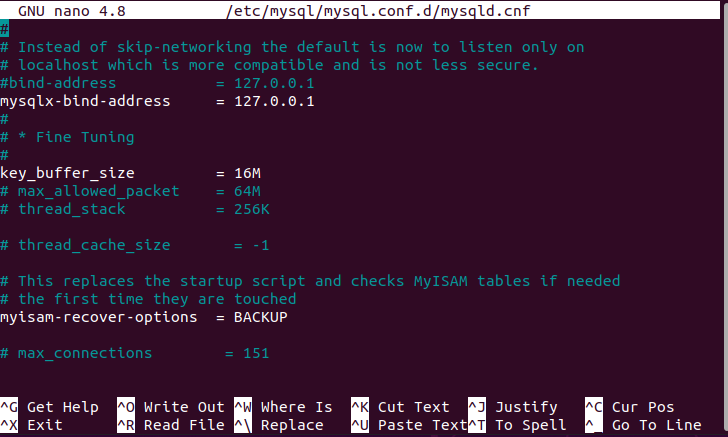 GNU nano 4.8 /etc/mysql/mysql.conf.d/mysqld.cnf
#
# Instead of skip-networking the default is now to listen only on
# localhost which is more compatible and is not less secure.
#bind-address = 127.0.0.1
mysqlx-bind-address = 127.0.0.1
#
# * Fine Tuning
#
key_buffer_size = 16M
# max_allowed_packet = 64M
# thread_stack = 256K
# thread_cache_size = -1
# This replaces the startup script and checks MyISAM tables if needed
# the first time they are touched
myisam-recover-options = BACKUP
# max_connections = 151
^G Get Help ^O Write Out ^W Where Is ^K Cut Text ^J Justify ^C Cur Pos
^X Exit ^R Read File ^\ Replace ^U Paste Text ^T To Spell ^_ Go To Line